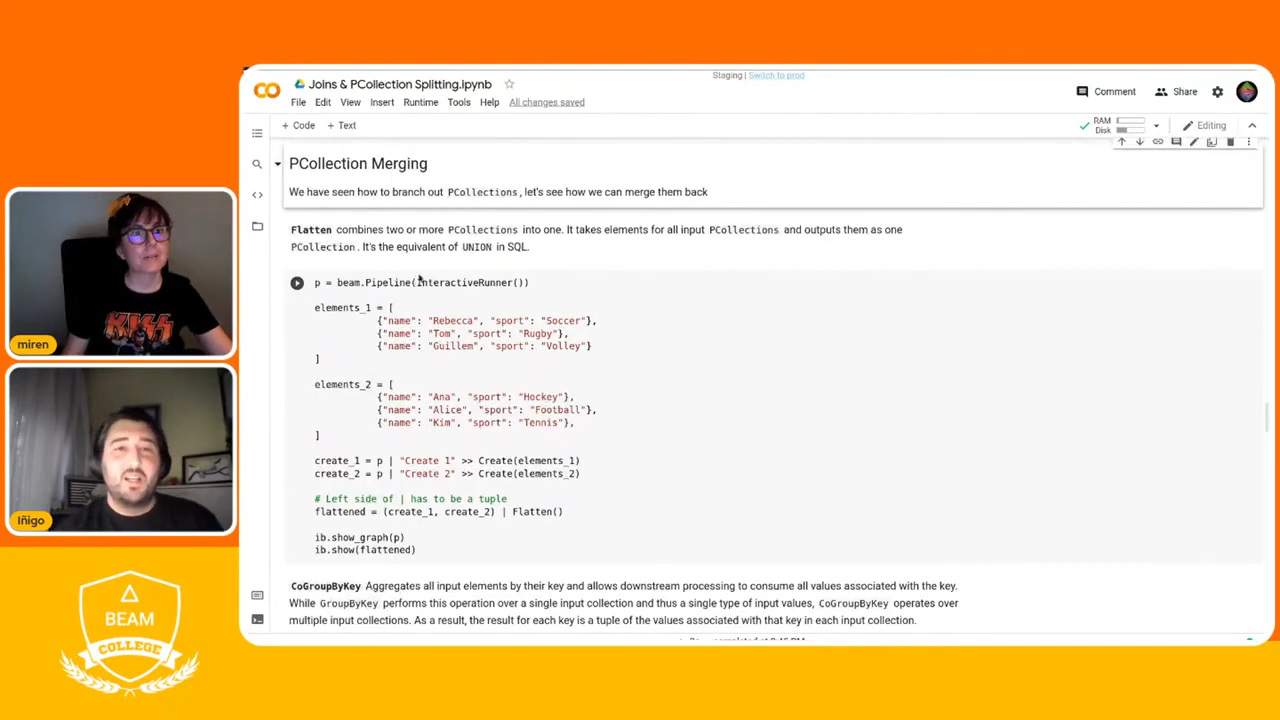 Staging | Switch to prod
Joins & PCollection Splitting.ipynb
Comment
Share
File Edit View Insert Runtime Tools Help All changes saved
+ Code + Text
RAM
Disk
Editing
PCollection Merging
We have seen how to branch out PCollections, let's see how we can merge them back
Flatten combines two or more PCollections into one. It takes elements for all input PCollections and outputs them as one
PCollection. It's the equivalent of UNION in SQL.
p = beam.Pipeline(InteractiveRunner())
elements_1 = [
{"name": "Rebecca", "sport": "Soccer"},
{"name": "Tom", "sport": "Rugby"},
{"name": "Guillem", "sport": "Volley"}
]
elements_2 = [
{"name": "Ana", "sport": "Hockey"},
{"name": "Alice", "sport": "Football"},
{"name": "Kim", "sport": "Tennis"},
]
create_1 = p | "Create 1" >> Create(elements_1)
create_2 = p | "Create 2" >> Create(elements_2)
# Left side of | has to be a tuple
flattened = (create_1, create_2) | Flatten()
ib.show_graph(p)
ib.show(flattened)
CoGroupByKey Aggregates all input elements by their key and allows downstream processing to consume all values associated with the key.
While GroupByKey performs this operation over a single input collection and thus a single type of input values, CoGroupByKey operates over
multiple input collections. As a result, the result for each key is a tuple of the values associated with that key in each input collection.
KISS
miren
Iñigo
BEAM
COLLEGE